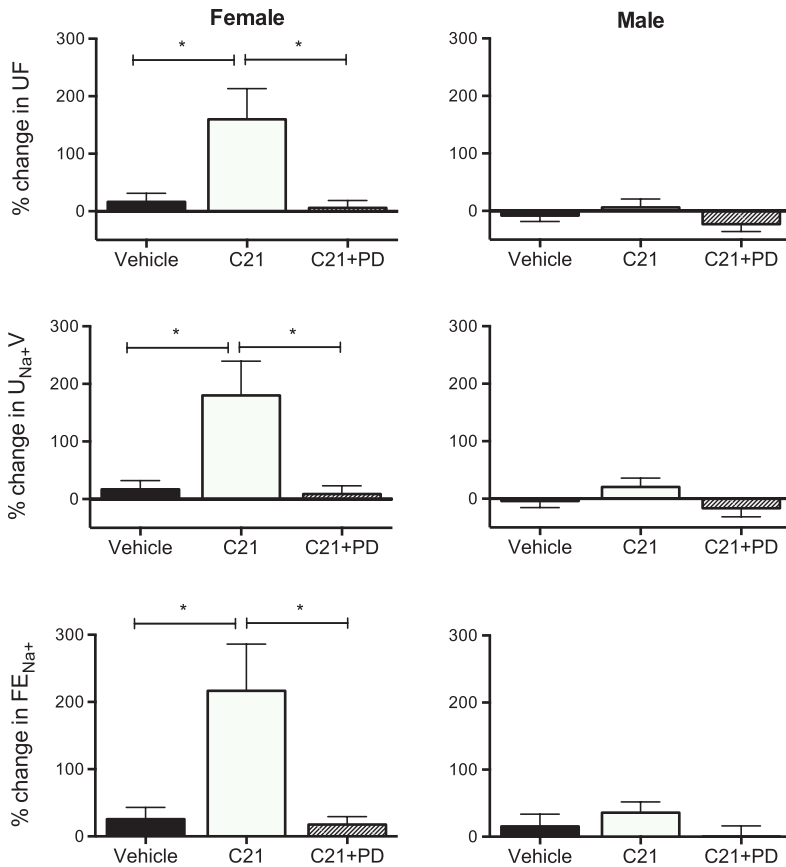 Female
Male
% change in UF
300
200
100
0
*
*
Vehicle
C21
C21+PD
300
200
100
0
Vehicle
C21
C21+PD
% change in UNa+V
300
200
100
0
*
*
Vehicle
C21
C21+PD
300
200
100
0
Vehicle
C21
C21+PD
% change in FENa+
300
200
100
0
*
*
Vehicle
C21
C21+PD
300
200
100
0
Vehicle
C21
C21+PD